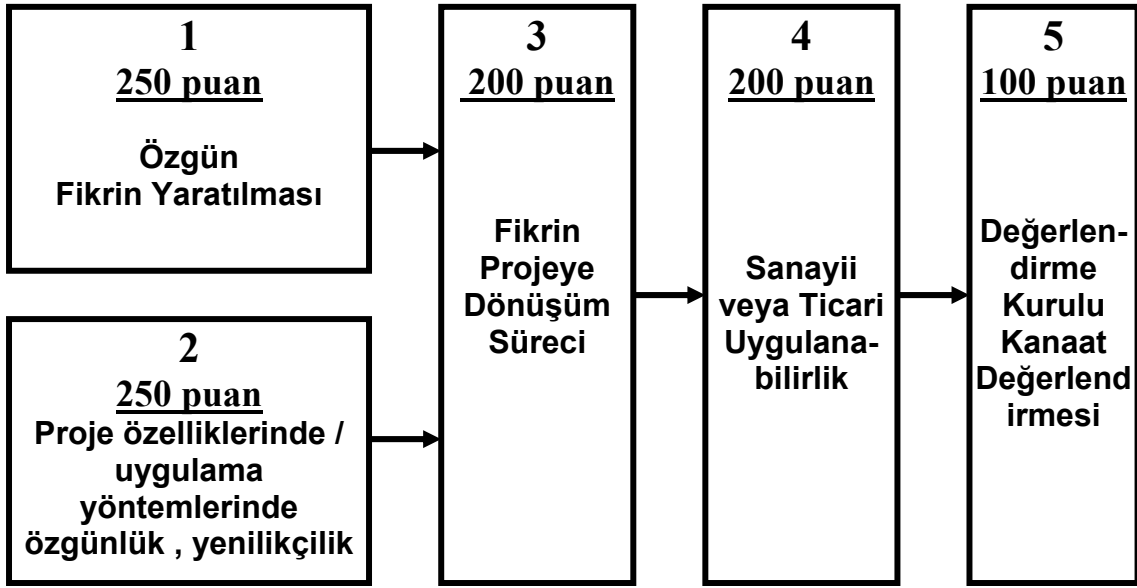 1
250 puan
Özgün
Fikrin Yaratılması
2
250 puan
Proje özelliklerinde /
uygulama
yöntemlerinde
özgünlük , yenilikçilik
3
200 puan
Fikrin
Projeye
Dönüşüm
Süreci
4
200 puan
Sanayii
veya Ticari
Uygulana-
bilirlik
5
100 puan
Değerlen-
dirme
Kurulu
Kanaat
Değerlend
irmesi